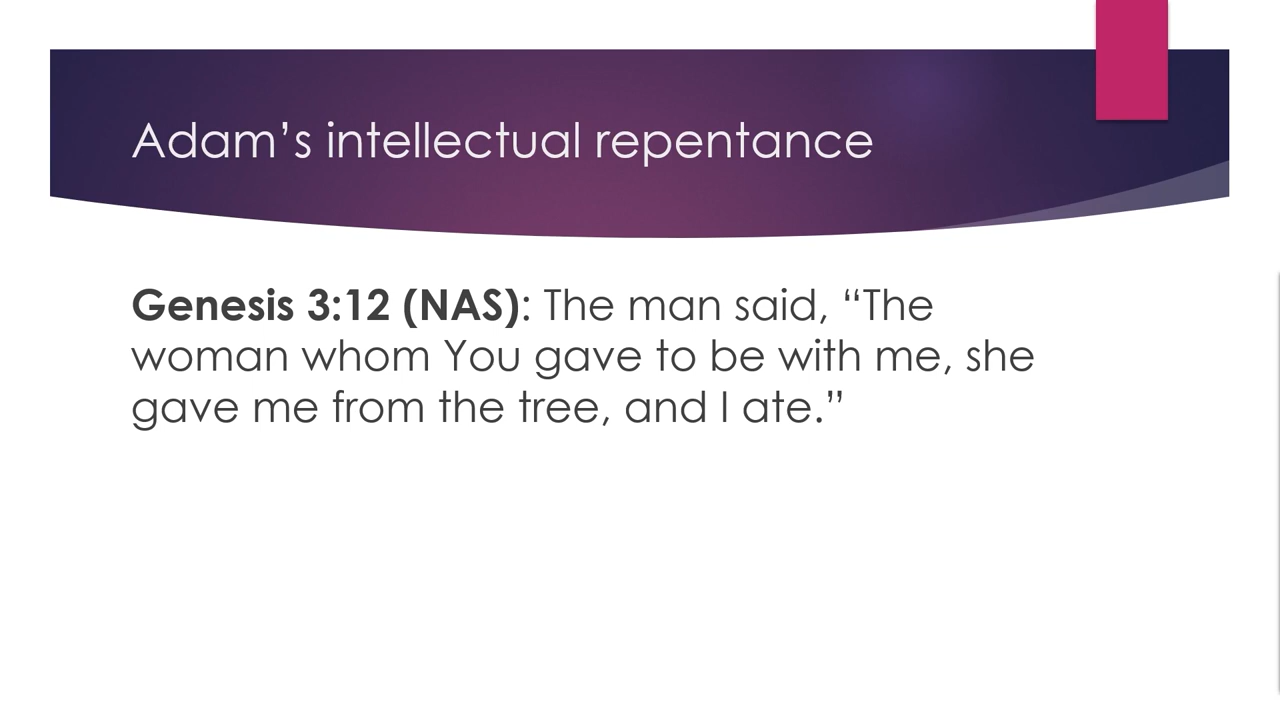 Adam’s intellectual repentance
Genesis 3:12 (NAS): The man said, “The
woman whom You gave to be with me, she
gave me from the tree, and I ate.”